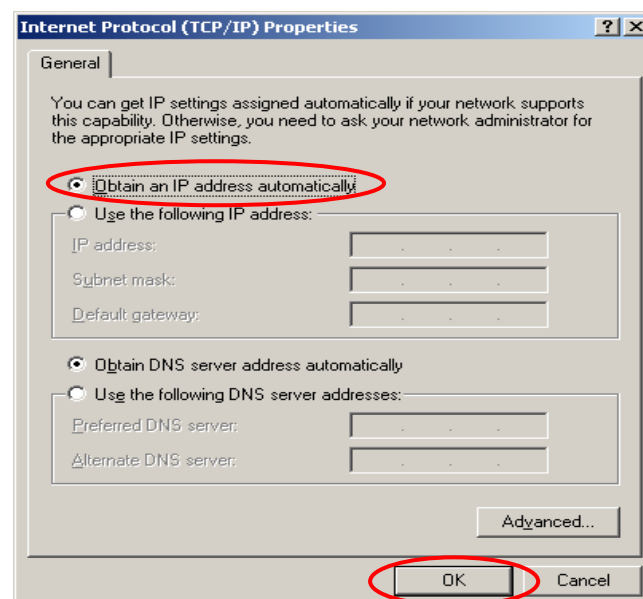 Internet Protocol (TCP/IP) Properties
General
You can get IP settings assigned automatically if your network supports
this capability. Otherwise, you need to ask your network administrator for
the appropriate IP settings.
Obtain an IP address automatically
Use the following IP address:
IP address:
Subnet mask:
Default gateway:
Obtain DNS server address automatically
Use the following DNS server addresses:
Preferred DNS server:
Alternate DNS server:
Advanced...
OK Cancel